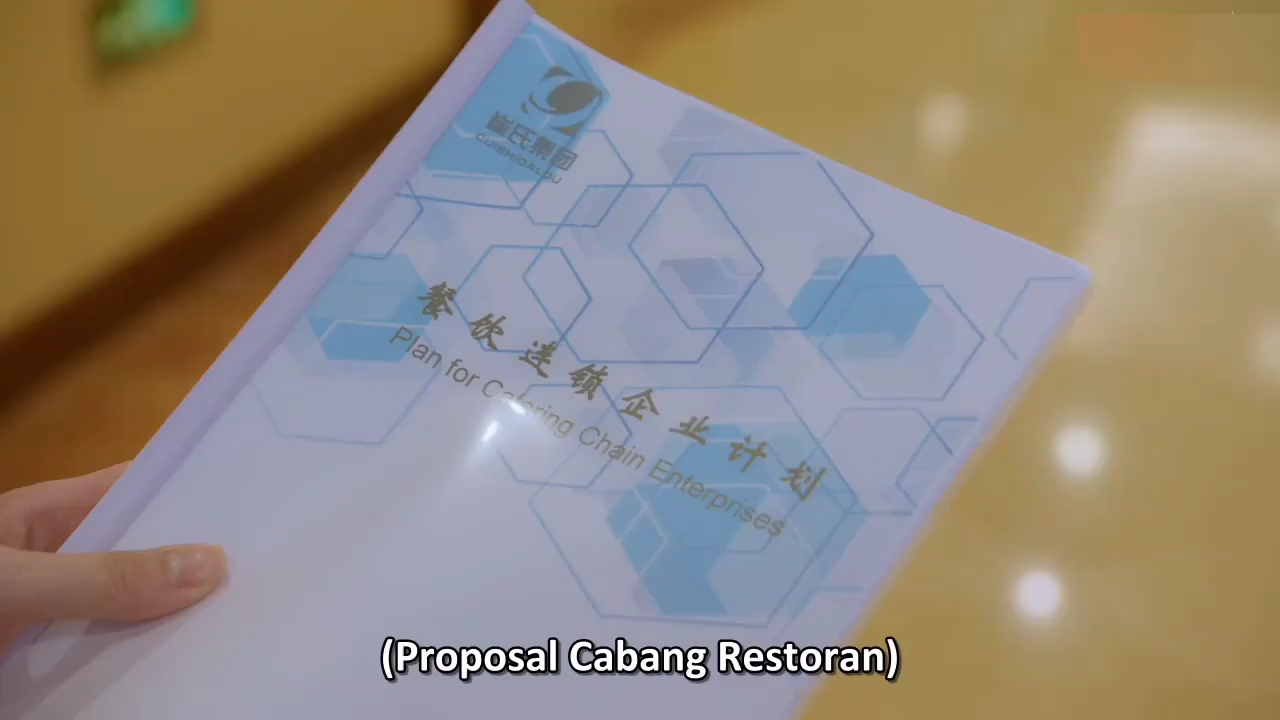 崔氏集团
CUISHIDALOU
餐饮连锁企业计划
Plan for Catering Chain Enterprises
(Proposal Cabang Restoran)